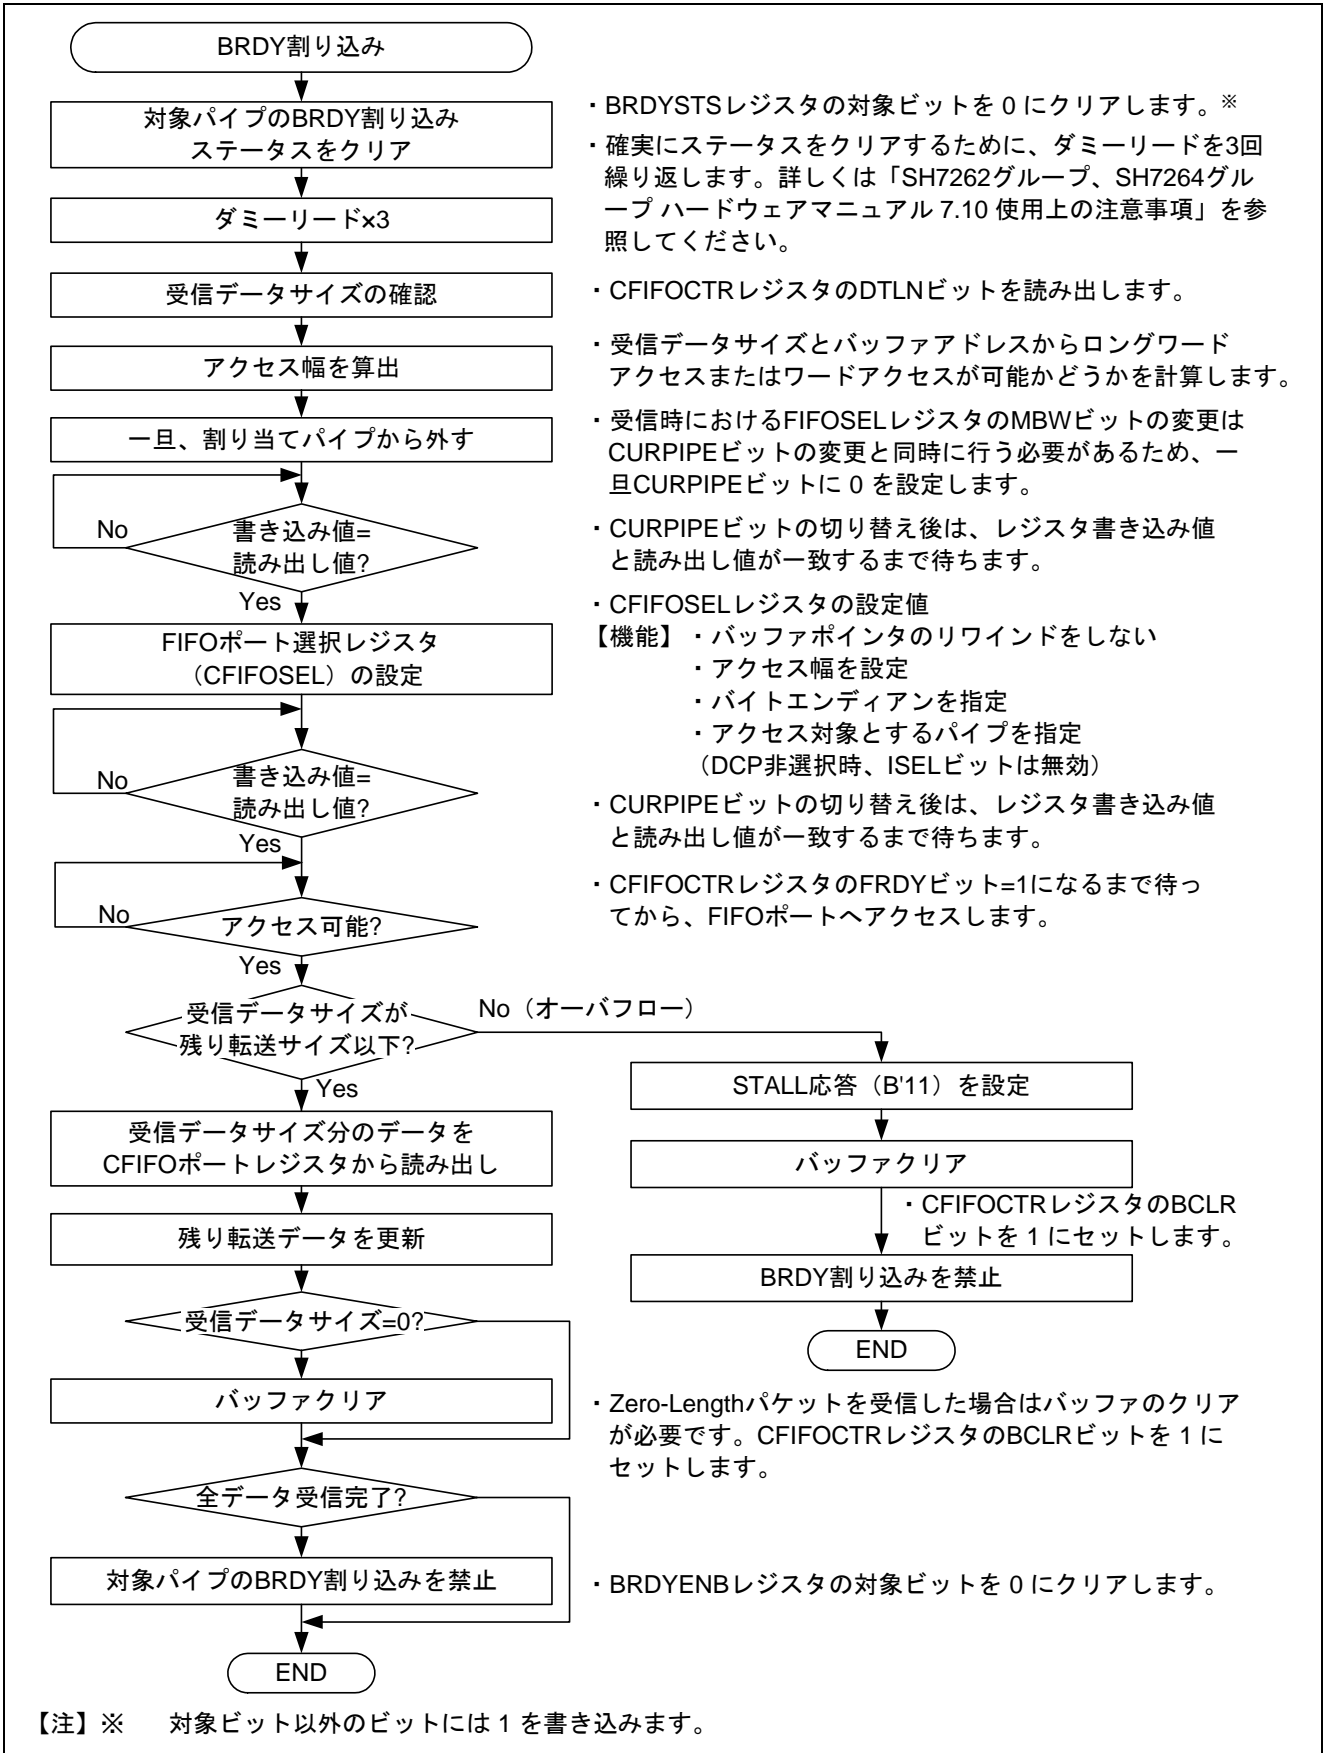 BRDY割り込み
対象パイプのBRDY割り込み
ステータスをクリア
・BRDYSTSレジスタの対象ビットを 0 にクリアします。※
・確実にステータスをクリアするために、ダミーリードを3回
繰り返します。詳しくは「SH7262グループ、SH7264グル
ープ ハードウェアマニュアル 7.10 使用上の注意事項」を参
照してください。
ダミーリード×3
受信データサイズの確認
・CFIFOCTRレジスタのDTLNビットを読み出します。
アクセス幅を算出
・受信データサイズとバッファアドレスからロングワード
アクセスまたはワードアクセスが可能かどうかを計算します。
一旦、割り当てパイプから外す
・受信時におけるFIFOSELレジスタのMBWビットの変更は
CURPIPEビットの変更と同時に行う必要があるため、一
旦CURPIPEビットに 0 を設定します。
No
書き込み値=
読み出し値?
Yes
・CURPIPEビットの切り替え後は、レジスタ書き込み値
と読み出し値が一致するまで待ちます。
FIFOポート選択レジスタ
（CFIFOSEL）の設定
・CFIFOSELレジスタの設定値
【機能】・バッファポインタのリワインドをしない
・アクセス幅を設定
・バイトエンディアンを指定
・アクセス対象とするパイプを指定
（DCP非選択時、ISELビットは無効）
No
書き込み値=
読み出し値?
Yes
・CURPIPEビットの切り替え後は、レジスタ書き込み値
と読み出し値が一致するまで待ちます。
No
アクセス可能?
Yes
・CFIFOCTRレジスタのFRDYビット=1になるまで待っ
てから、FIFOポートへアクセスします。
受信データサイズが
残り転送サイズ以下?
No（オーバフロー）
Yes
STALL応答（B'11）を設定
受信データサイズ分のデータを
CFIFOポートレジスタから読み出し
バッファクリア
・CFIFOCTRレジスタのBCLR
ビットを 1 にセットします。
残り転送データを更新
BRDY割り込みを禁止
END
受信データサイズ=0?
バッファクリア
・Zero-Lengthパケットを受信した場合はバッファのクリア
が必要です。CFIFOCTRレジスタのBCLRビットを 1 に
セットします。
全データ受信完了?
対象パイプのBRDY割り込みを禁止
・BRDYENBレジスタの対象ビットを 0 にクリアします。
END
【注】※ 対象ビット以外のビットには 1 を書き込みます。